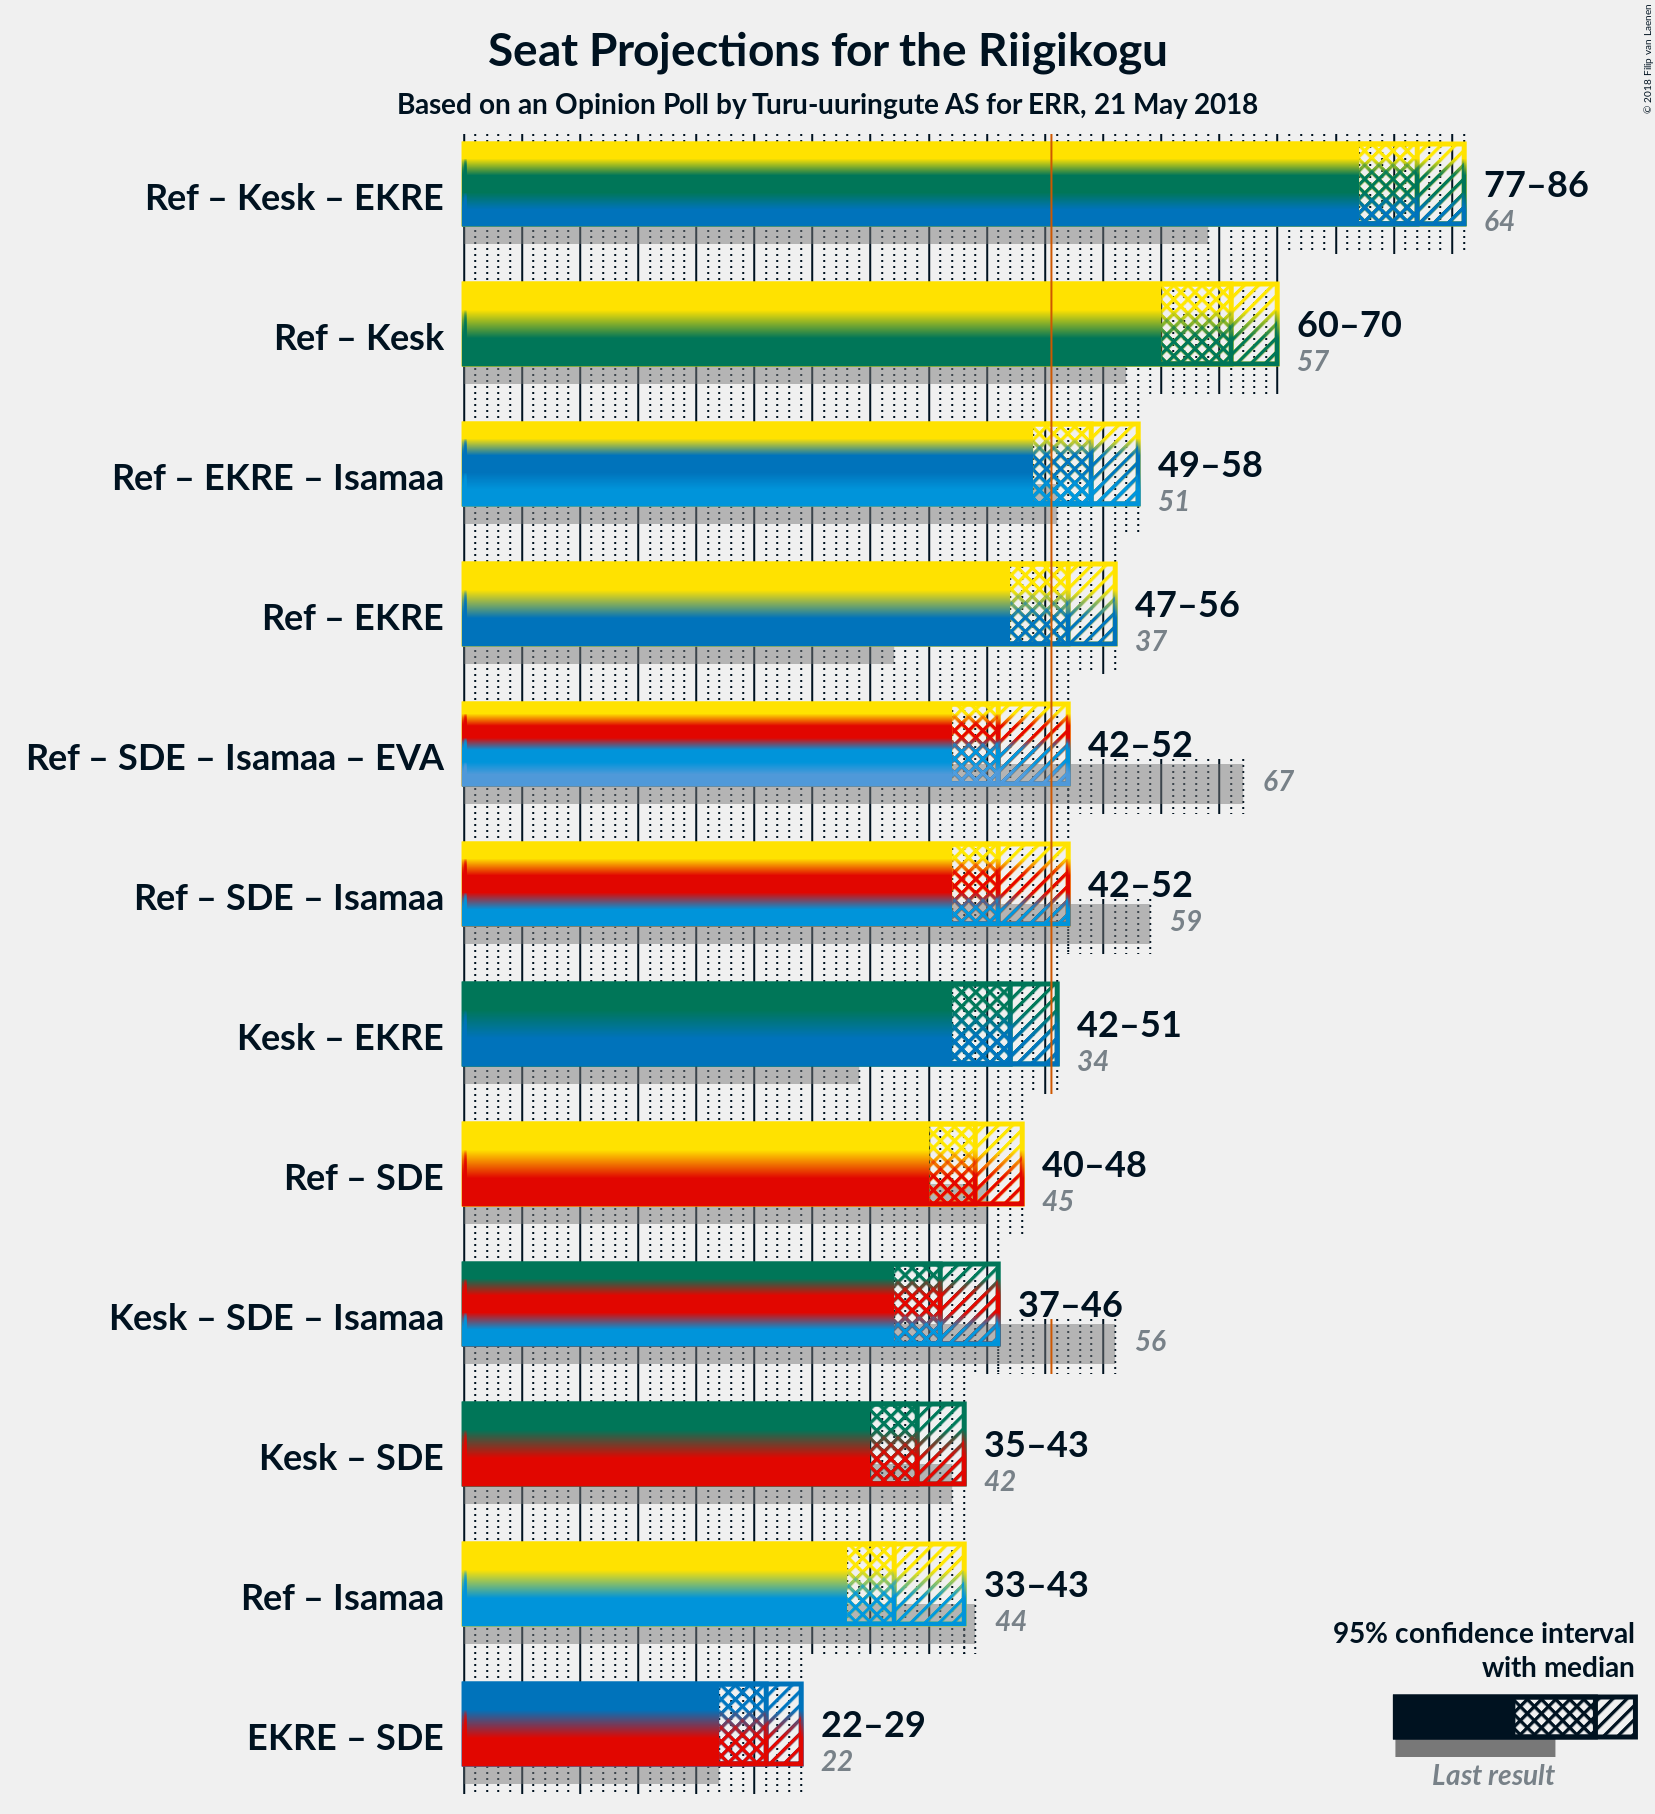 Seat Projections for the Riigikogu
Based on an Opinion Poll by Turu-uuringute AS for ERR, 21 May 2018
© 2018 Filip van Laenen
Ref – Kesk – EKRE
77–86
64
Ref – Kesk
60–70
57
Ref – EKRE – Isamaa
49–58
51
Ref – EKRE
47–56
37
Ref – SDE – Isamaa – EVA
42–52
67
Ref – SDE – Isamaa
42–52
59
Kesk – EKRE
42–51
34
Ref – SDE
40–48
45
Kesk – SDE – Isamaa
37–46
56
Kesk – SDE
35–43
42
Ref – Isamaa
33–43
44
EKRE – SDE
22–29
22
95% confidence interval
with median
Last result